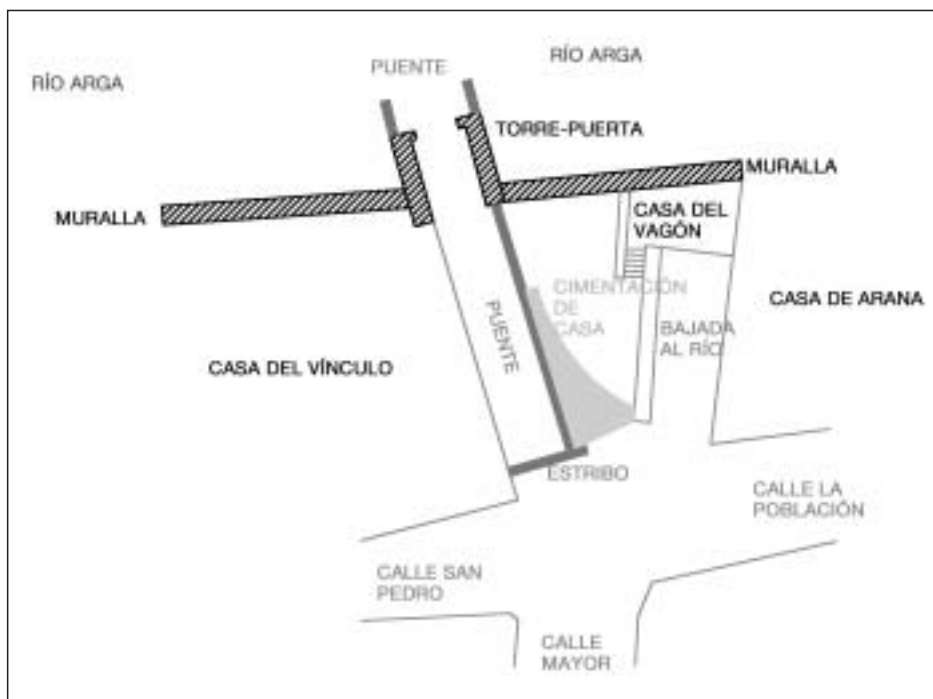 RÍO ARGA
PUENTE
RÍO ARGA
TORRE-PUERTA
MURALLA
MURALLA
CASA DEL
VAGÓN
CIMENTACIÓN
DE
CASA
PUENTE
BAJADA
AL RÍO
CASA DE ARANA
CASA DEL VÍNCULO
ESTRIBO
CALLE LA
POBLACIÓN
CALLE SAN
PEDRO
CALLE
MAYOR